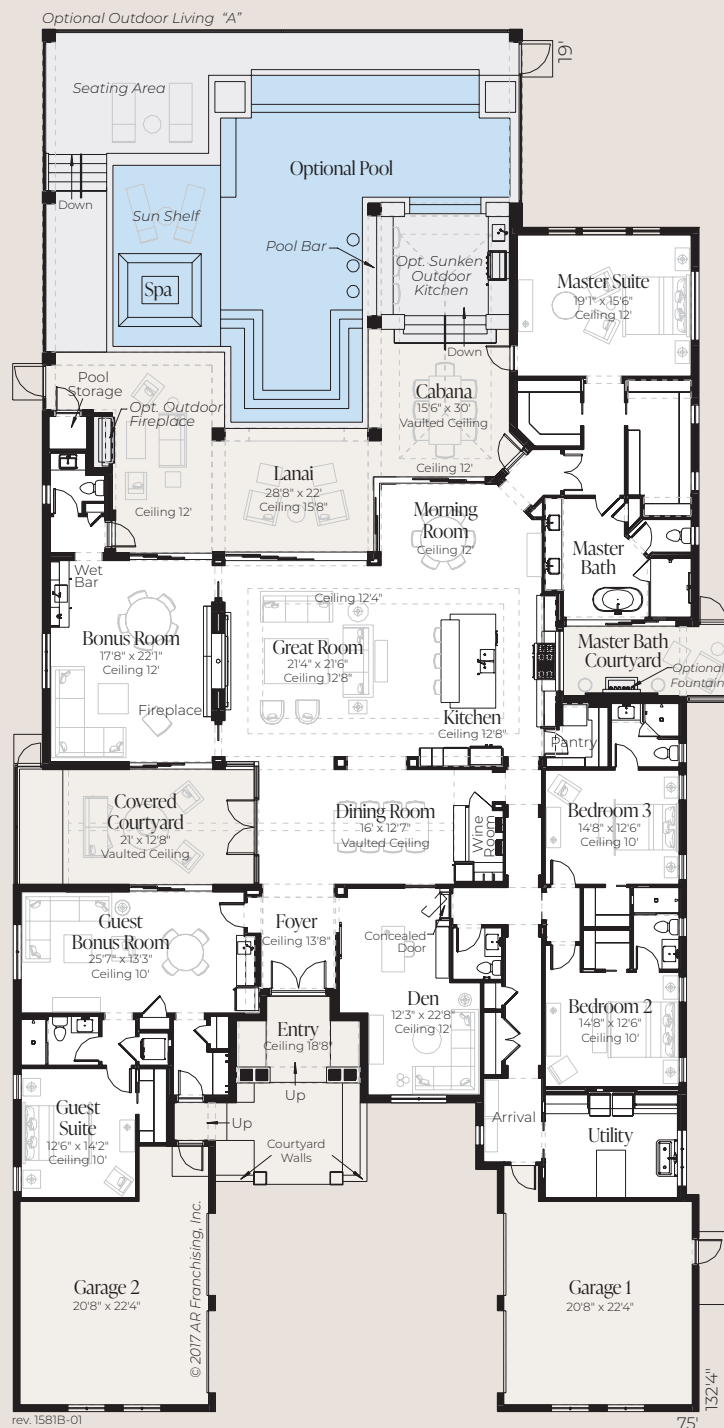 Optional Outdoor Living "A"
19'
Seating Area
Optional Pool
Down
Sun Shelf
Pool Bar
Opt. Sunken
Outdoor
Kitchen
Spa
Master Suite
19'1" x 15'6"
Ceiling 12'
Down
Pool
Storage
Opt. Outdoor
Fireplace
Cabana
15'6" x 30'
Vaulted Ceiling
Ceiling 12'
Lanai
28'8" x 22'
Ceiling 15'8"
Ceiling 12'
Morning
Room
Ceiling 12'
Master
Bath
Wet
Bar
Ceiling 12'4"
Bonus Room
17'8" x 22'1"
Ceiling 12'
Great Room
21'4" x 21'6"
Ceiling 12'8"
Master Bath
Courtyard
Optional
Fountain
Fireplace
Kitchen
Ceiling 12'8"
Pantry
Covered
Courtyard
21' x 12'8"
Vaulted Ceiling
Dining Room
16' x 12'7"
Vaulted Ceiling
Wine
Room
Bedroom 3
14'8" x 12'6"
Ceiling 10'
Guest
Bonus Room
25'7" x 13'3"
Ceiling 10'
Foyer
Ceiling 13'8"
Concealed
Door
Den
12'3" x 22'8"
Ceiling 12'
Bedroom 2
14'8" x 12'6"
Ceiling 10'
Entry
Ceiling 18'8"
Up
Guest
Suite
12'6" x 14'2"
Ceiling 10'
Up
Courtyard
Walls
Arrival
Utility
© 2017 AR Franchising, Inc.
Garage 2
20'8" x 22'4"
Garage 1
20'8" x 22'4"
132'4"
rev. 1581B-01
75'